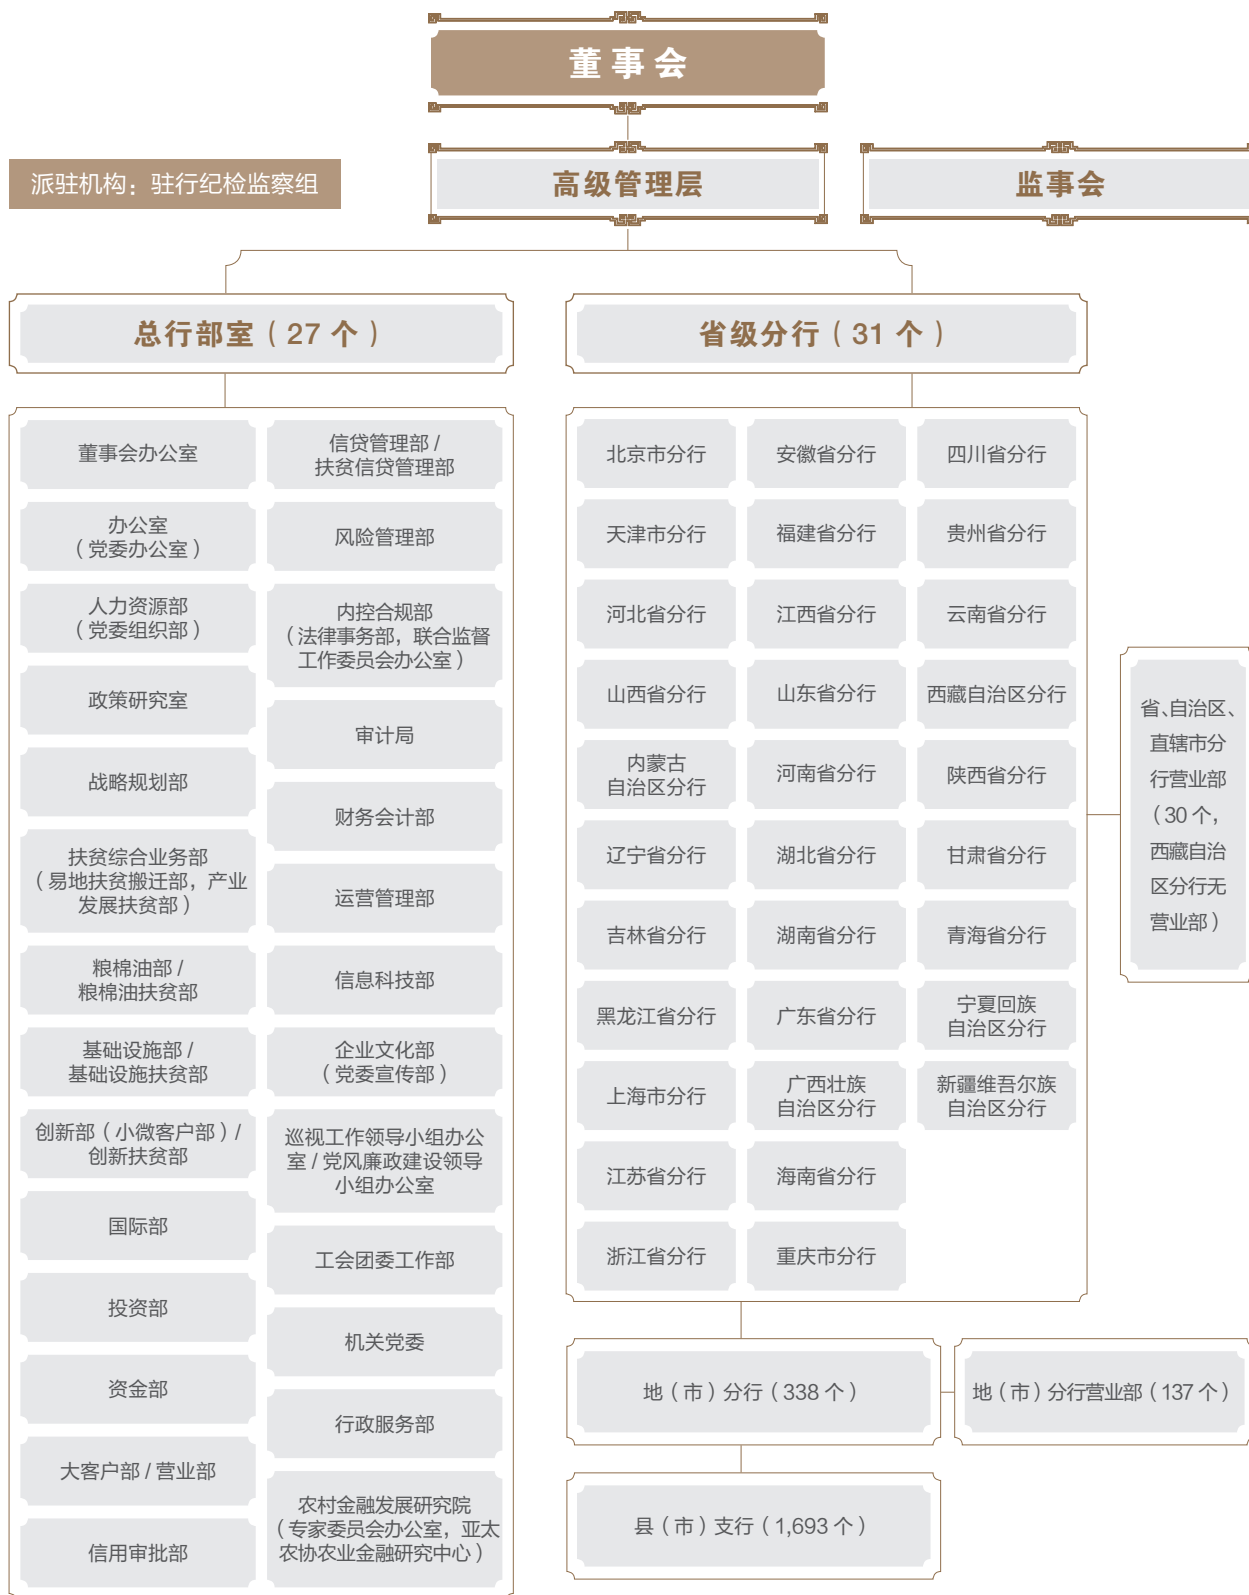 董事会
派驻机构：驻行纪检监察组
高级管理层
监事会
总行部室（27 个）
董事会办公室
办公室
（党委办公室）
人力资源部
（党委组织部）
政策研究室
战略规划部
扶贫综合业务部
（易地扶贫搬迁部，产业
发展扶贫部）
粮棉油部 /
粮棉油扶贫部
基础设施部 /
基础设施扶贫部
创新部（小微客户部）/
创新扶贫部
国际部
投资部
资金部
大客户部 / 营业部
信用审批部
信贷管理部 /
扶贫信贷管理部
风险管理部
内控合规部
（法律事务部，联合监督
工作委员会办公室）
审计局
财务会计部
运营管理部
信息科技部
企业文化部
（党委宣传部）
巡视工作领导小组办公
室 / 党风廉政建设领导
小组办公室
工会团委工作部
机关党委
行政服务部
农村金融发展研究院
（专家委员会办公室，亚太
农协农业金融研究中心）
省级分行（31 个）
北京市分行
天津市分行
河北省分行
山西省分行
内蒙古
自治区分行
辽宁省分行
吉林省分行
黑龙江省分行
上海市分行
江苏省分行
浙江省分行
安徽省分行
福建省分行
江西省分行
山东省分行
河南省分行
湖北省分行
湖南省分行
广东省分行
广西壮族
自治区分行
海南省分行
重庆市分行
四川省分行
贵州省分行
云南省分行
西藏自治区分行
陕西省分行
甘肃省分行
青海省分行
宁夏回族
自治区分行
新疆维吾尔族
自治区分行
省、自治区、
直辖市分
行营业部
（30 个，
西藏自治
区分行无
营业部）
地（市）分行（338 个）
地（市）分行营业部（137 个）
县（市）支行（1,693 个）